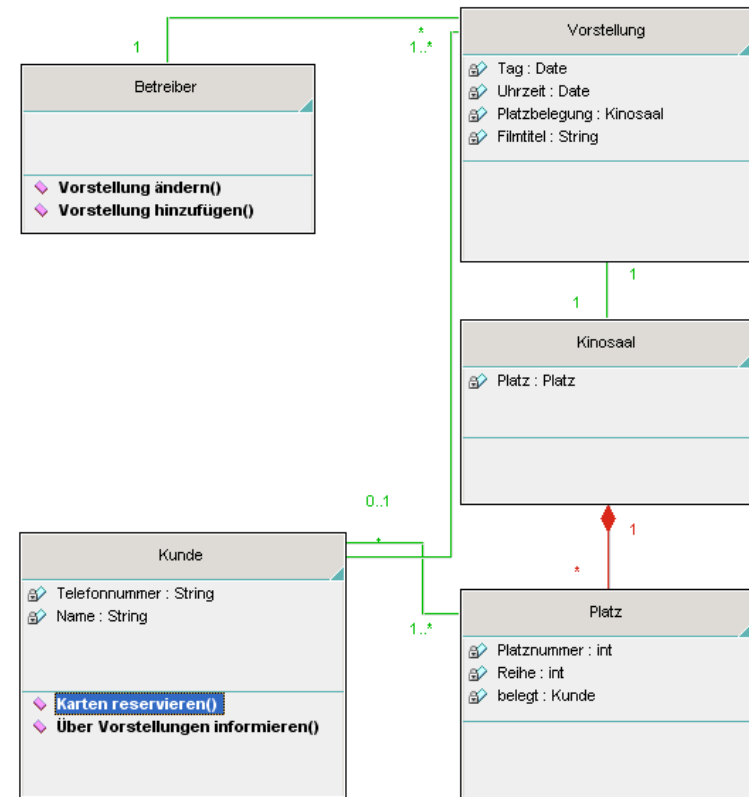 1
*
1..*
Vorstellung
Tag : Date
Uhrzeit : Date
Platzbelegung : Kinosaal
Filmtitel : String
Betreiber
Vorstellung ändern()
Vorstellung hinzufügen()
1
1
Kinosaal
Platz : Platz
0..1
*
1
*
1..*
Kunde
Telefonnummer : String
Name : String
Karten reservieren()
Über Vorstellungen informieren()
Platz
Platznummer : int
Reihe : int
belegt : Kunde